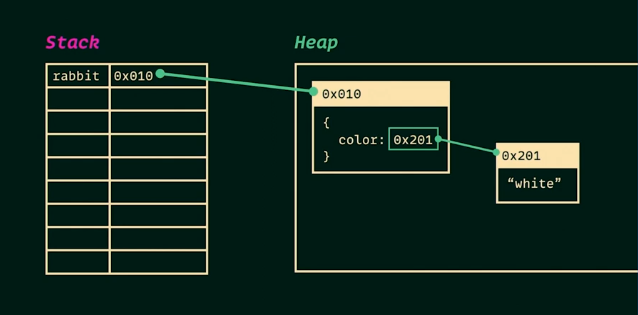 Stack
Heap
rabbit 0x010
0x010
{
color: 0x201
}
0x201
“white”